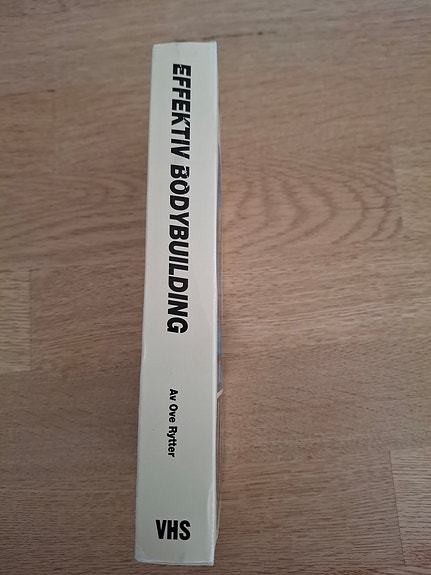 EFFEKTIV BODYBUILDING
Av Ove Rytter
VHS